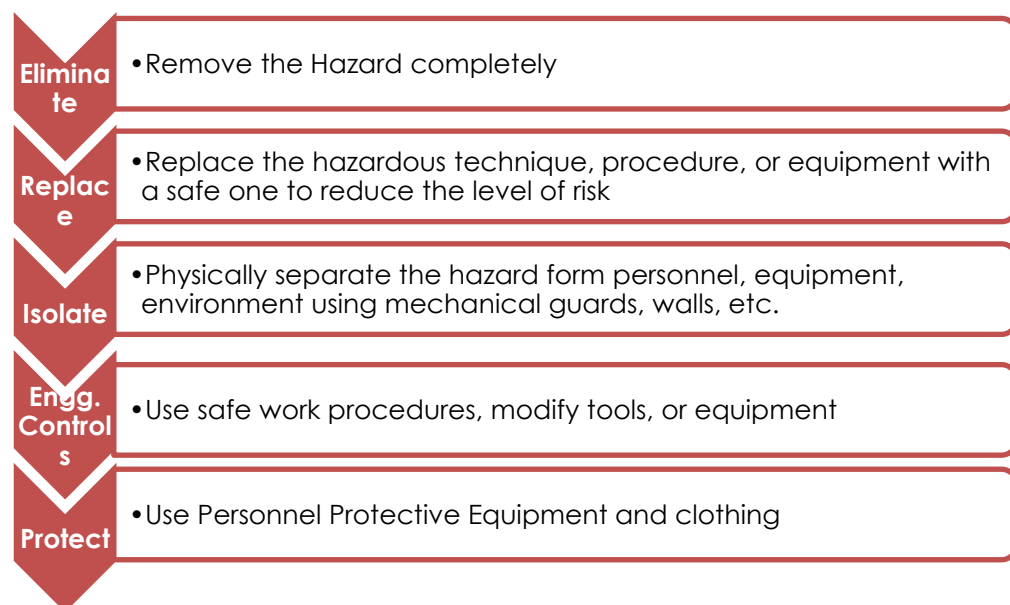 Elimina
te
•Remove the Hazard completely
Replac
e
•Replace the hazardous technique, procedure, or equipment with
a safe one to reduce the level of risk
Isolate
•Physically separate the hazard form personnel, equipment,
environment using mechanical guards, walls, etc.
Engg.
Control
s
•Use safe work procedures, modify tools, or equipment
Protect
•Use Personnel Protective Equipment and clothing